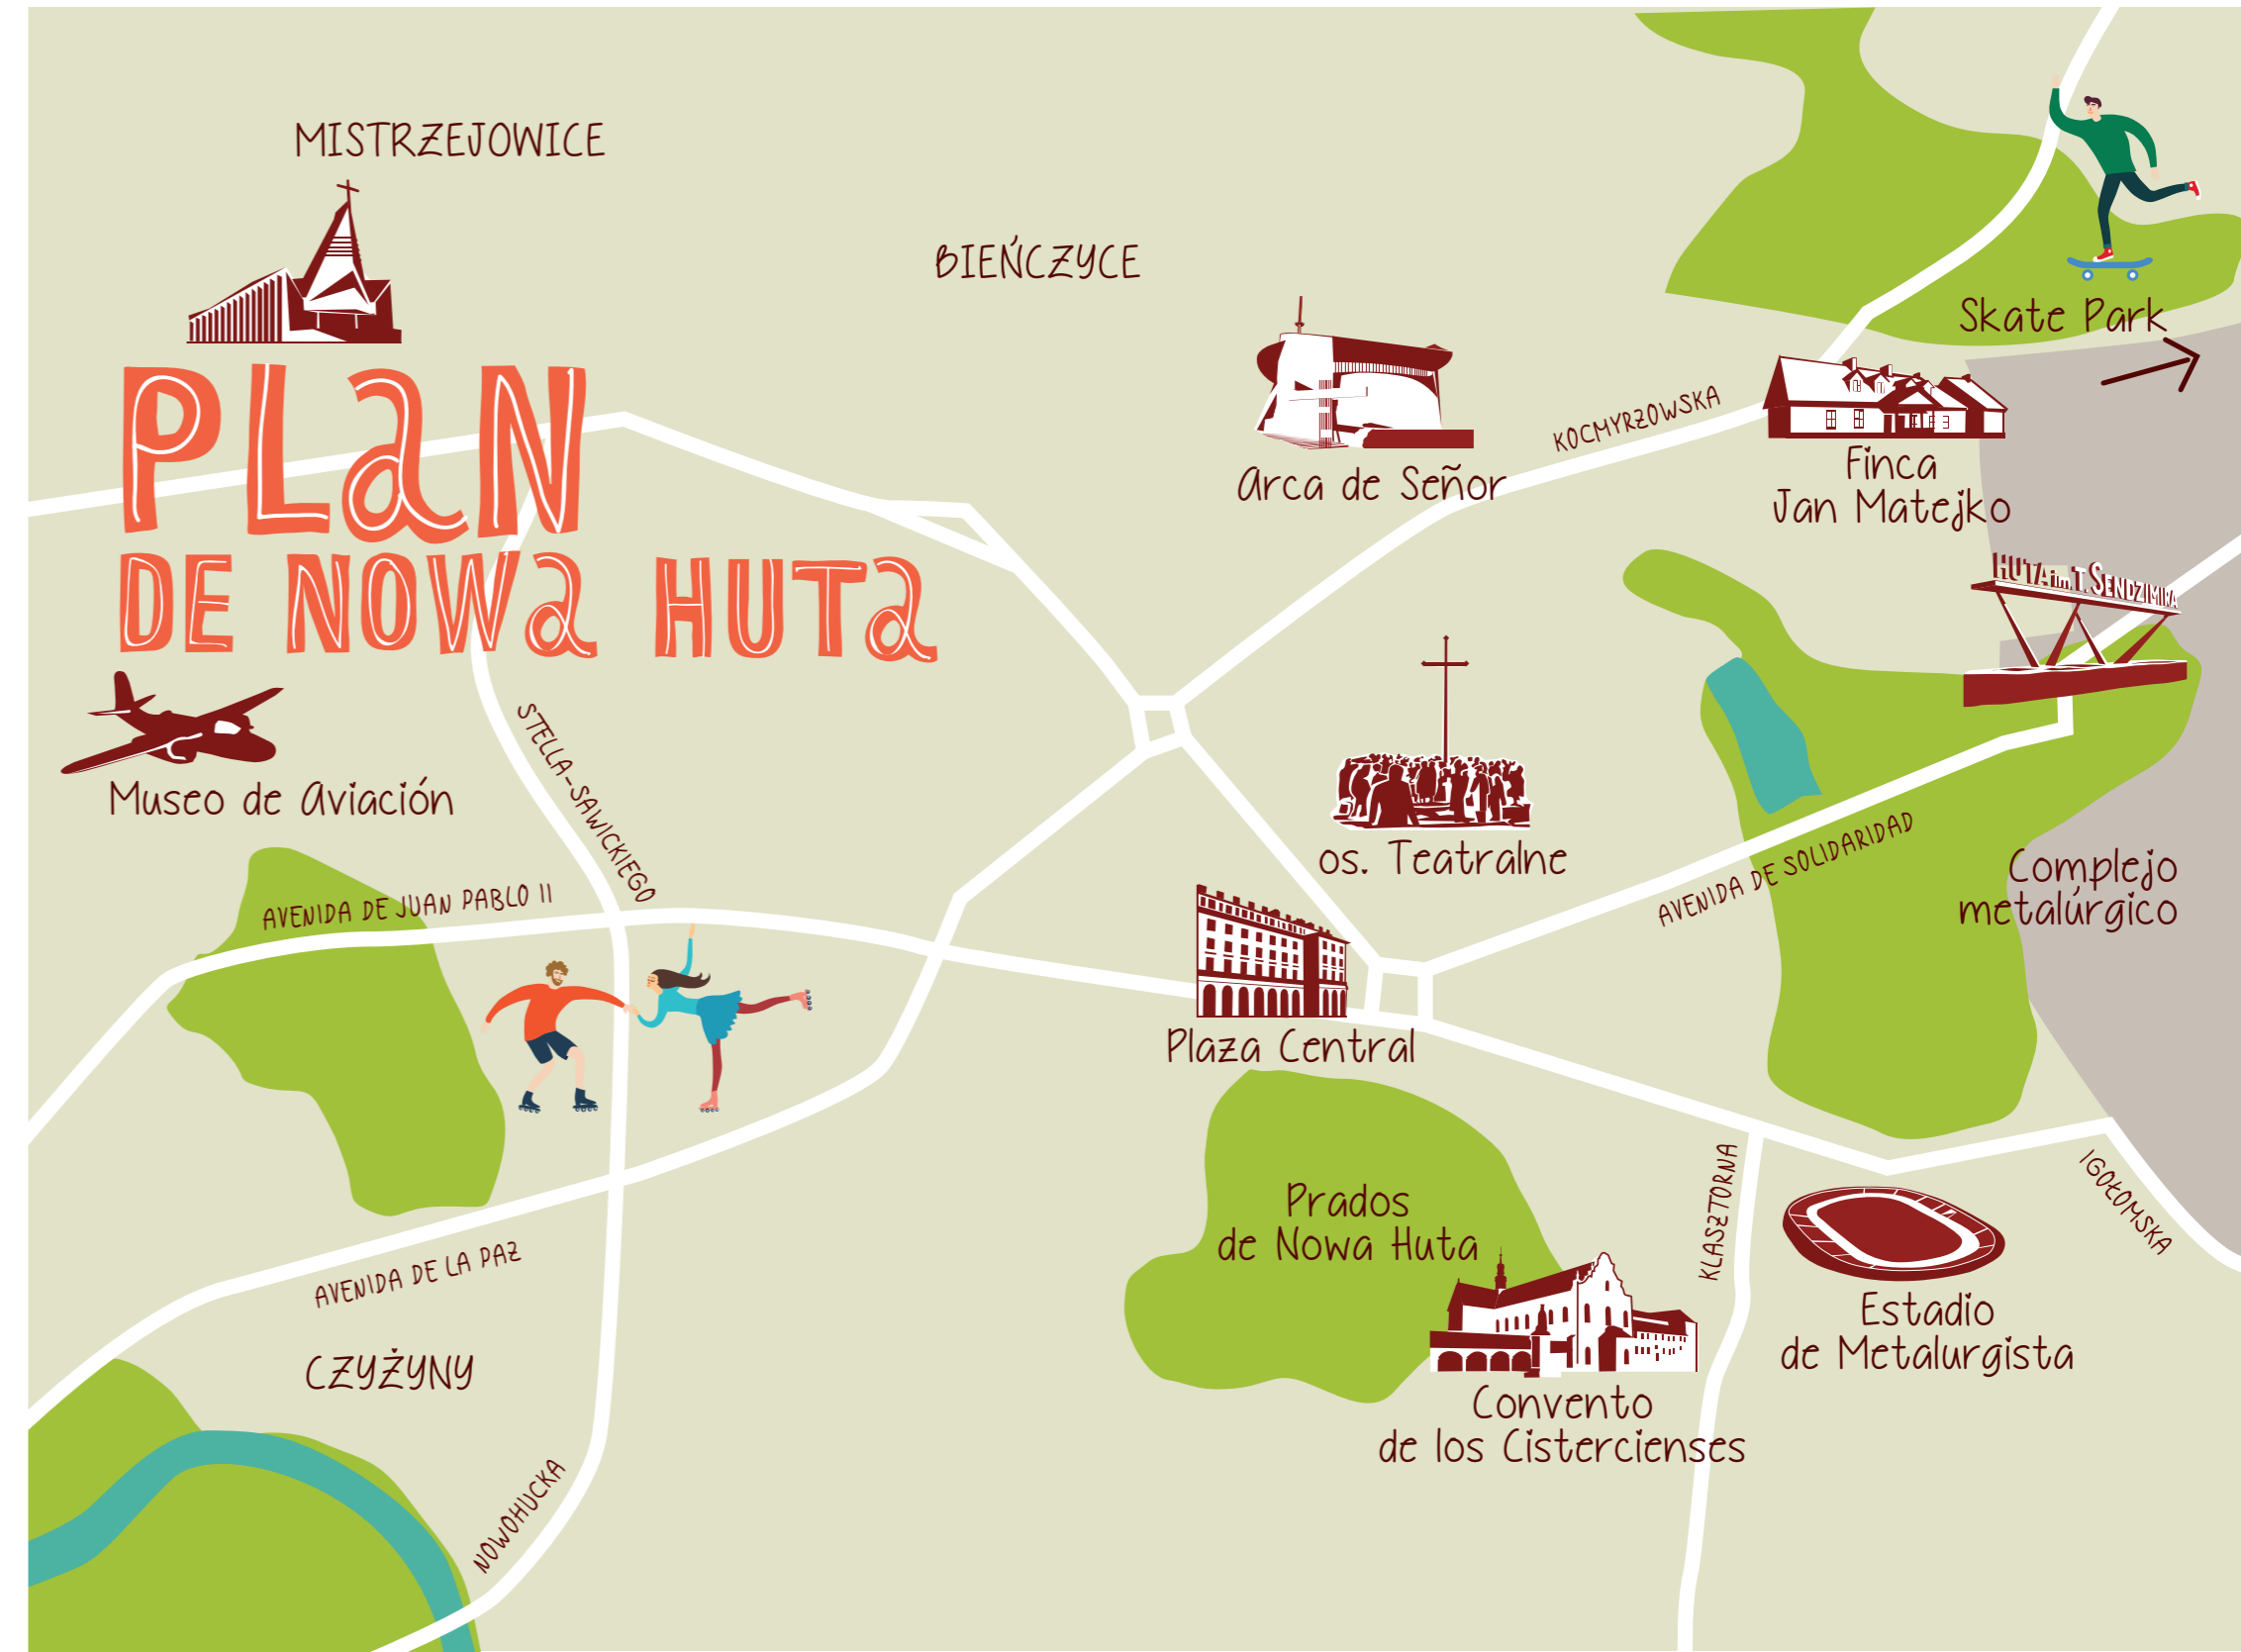 MISTRZEJOWICE
BIEŃCZYCE
Skate Park
PLaN
DE NOWa HUTa
KOCMYRZOWSKA
Arca de Señor
Finca
Jan Matejko
HUTA im. T. SENDZIMIRA
Museo de Aviación
STELLA-SAWICKIEGO
os. Teatralne
AVENIDA DE SOLIDARIDAD
Complejo
metalúrgico
AVENIDA DE JUAN PABLO II
Plaza Central
Prados
de Nowa Huta
KLASZTORNA
IGOŁOMSKA
AVENIDA DE LA PAZ
Estadio
de Metalurgista
CZYŻYNY
Convento
de los Cistercienses
NOWOHUCKA